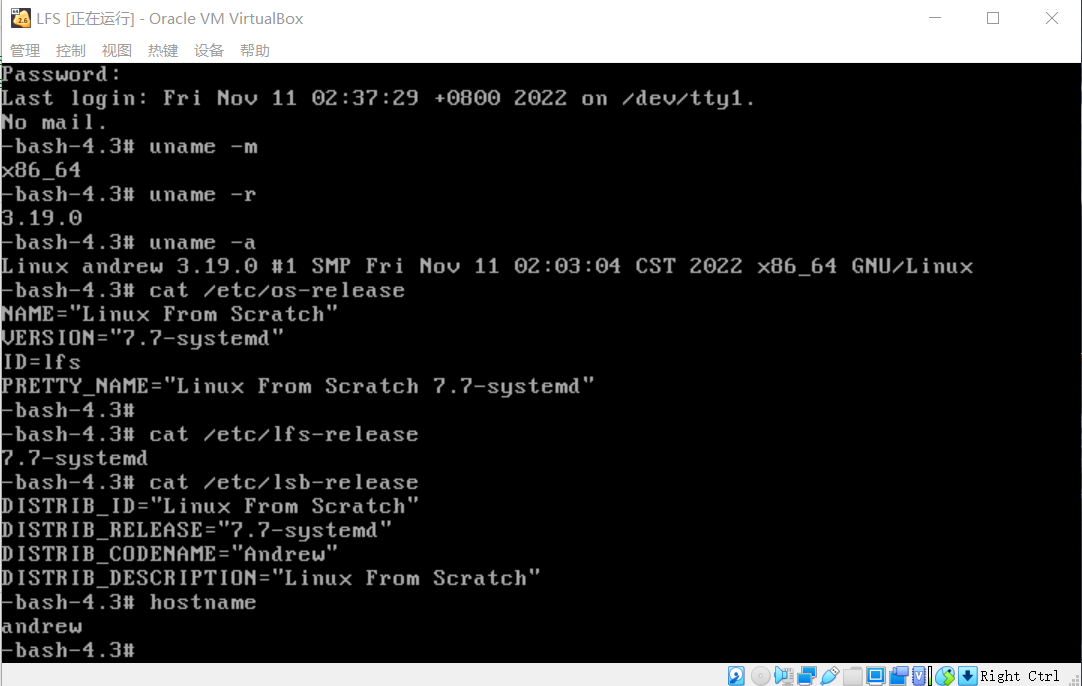 LFS [正在运行] - Oracle VM VirtualBox
管理 控制 视图 热键 设备 帮助
Password:
Last login: Fri Nov 11 02:37:29 +0800 2022 on /dev/tty1.
No mail.
-bash-4.3# uname -m
x86_64
-bash-4.3# uname -r
3.19.0
-bash-4.3# uname -a
Linux andrew 3.19.0 #1 SMP Fri Nov 11 02:03:04 CST 2022 x86_64 GNU/Linux
-bash-4.3# cat /etc/os-release
NAME="Linux From Scratch"
VERSION="7.7-systemd"
ID=lfs
PRETTY_NAME="Linux From Scratch 7.7-systemd"
-bash-4.3#
-bash-4.3# cat /etc/lfs-release
7.7-systemd
-bash-4.3# cat /etc/lsb-release
DISTRIB_ID="Linux From Scratch"
DISTRIB_RELEASE="7.7-systemd"
DISTRIB_CODENAME="Andrew"
DISTRIB_DESCRIPTION="Linux From Scratch"
-bash-4.3# hostname
andrew
-bash-4.3#
Right Ctrl